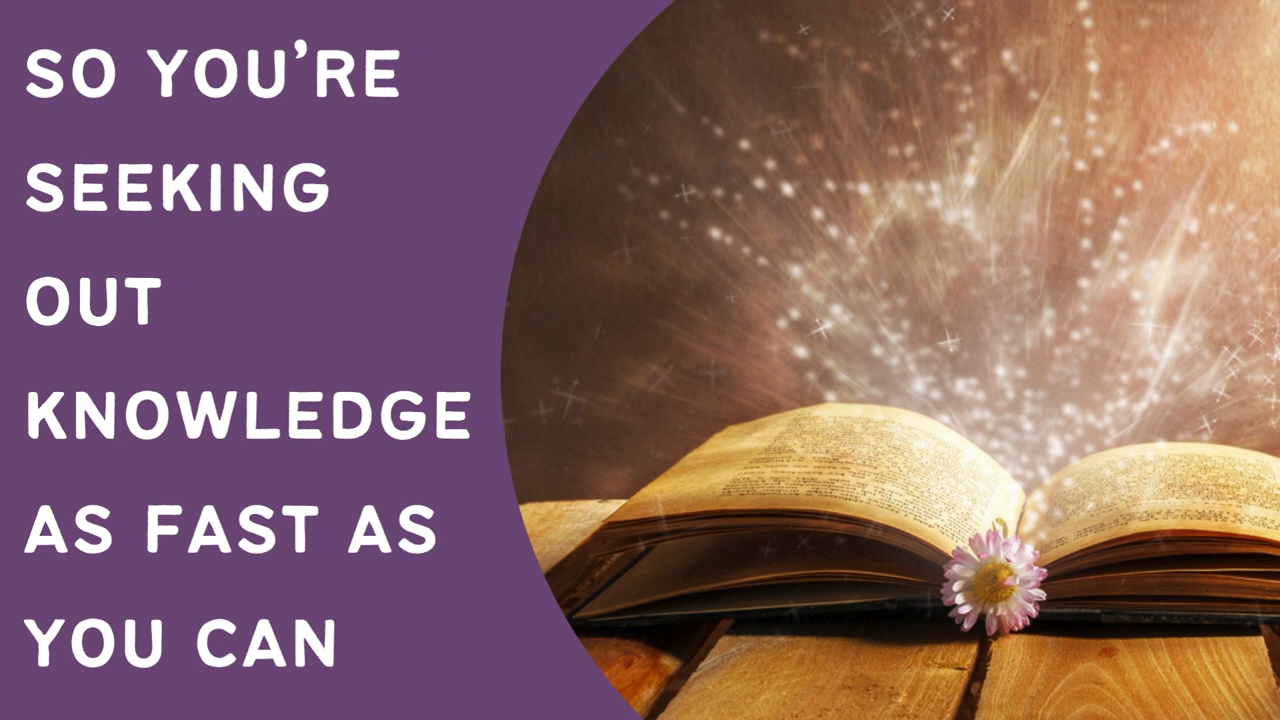 SO YOU'RE
SEEKING
OUT
KNOWLEDGE
AS FAST AS
YOU CAN